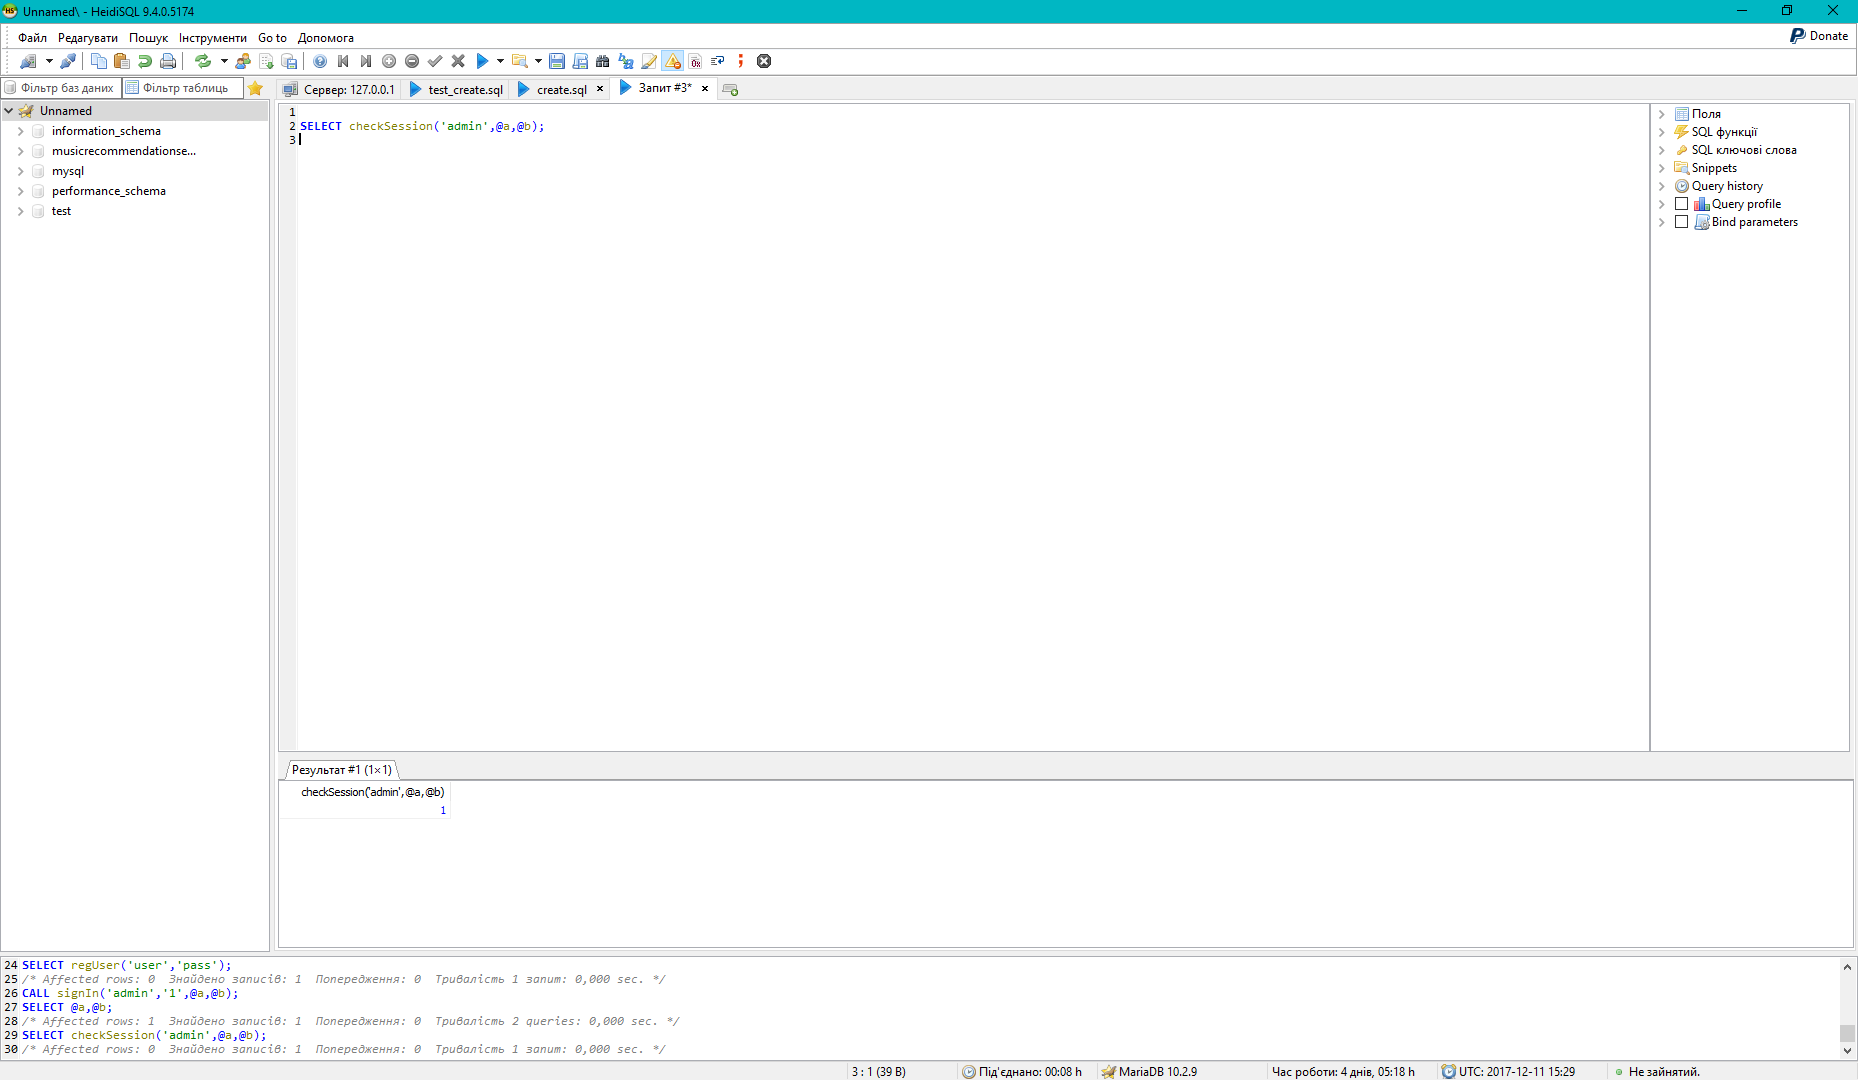 Unnamed\ - HeidiSQL 9.4.0.5174
Файл Редагувати Пошук Інструменти Go to Допомога
Donate
Фільтр баз даних Фільтр таблиць
Сервер: 127.0.0.1 test_create.sql create.sql Запит #3*
Unnamed
information_schema
musicrecommendationse...
mysql
performance_schema
test
1
2 SELECT checkSession('admin',@a,@b);
3
Поля
SQL функції
SQL ключові слова
Snippets
Query history
Query profile
Bind parameters
Результат #1 (1×1)
checkSession('admin',@a,@b)
1
24 SELECT regUser('user','pass');
25 /* Affected rows: 0  Знайдено записів: 1  Попередження: 0  Тривалість 1 запит: 0,000 sec. */
26 CALL signIn('admin','1',@a,@b);
27 SELECT @a,@b;
28 /* Affected rows: 1  Знайдено записів: 1  Попередження: 0  Тривалість 2 queries: 0,000 sec. */
29 SELECT checkSession('admin',@a,@b);
30 /* Affected rows: 0  Знайдено записів: 1  Попередження: 0  Тривалість 1 запит: 0,000 sec. */
3 : 1 (39 B) Під'єднано: 00:08 h MariaDB 10.2.9 Час роботи: 4 днів, 05:18 h UTC: 2017-12-11 15:29 Не зайнятий.